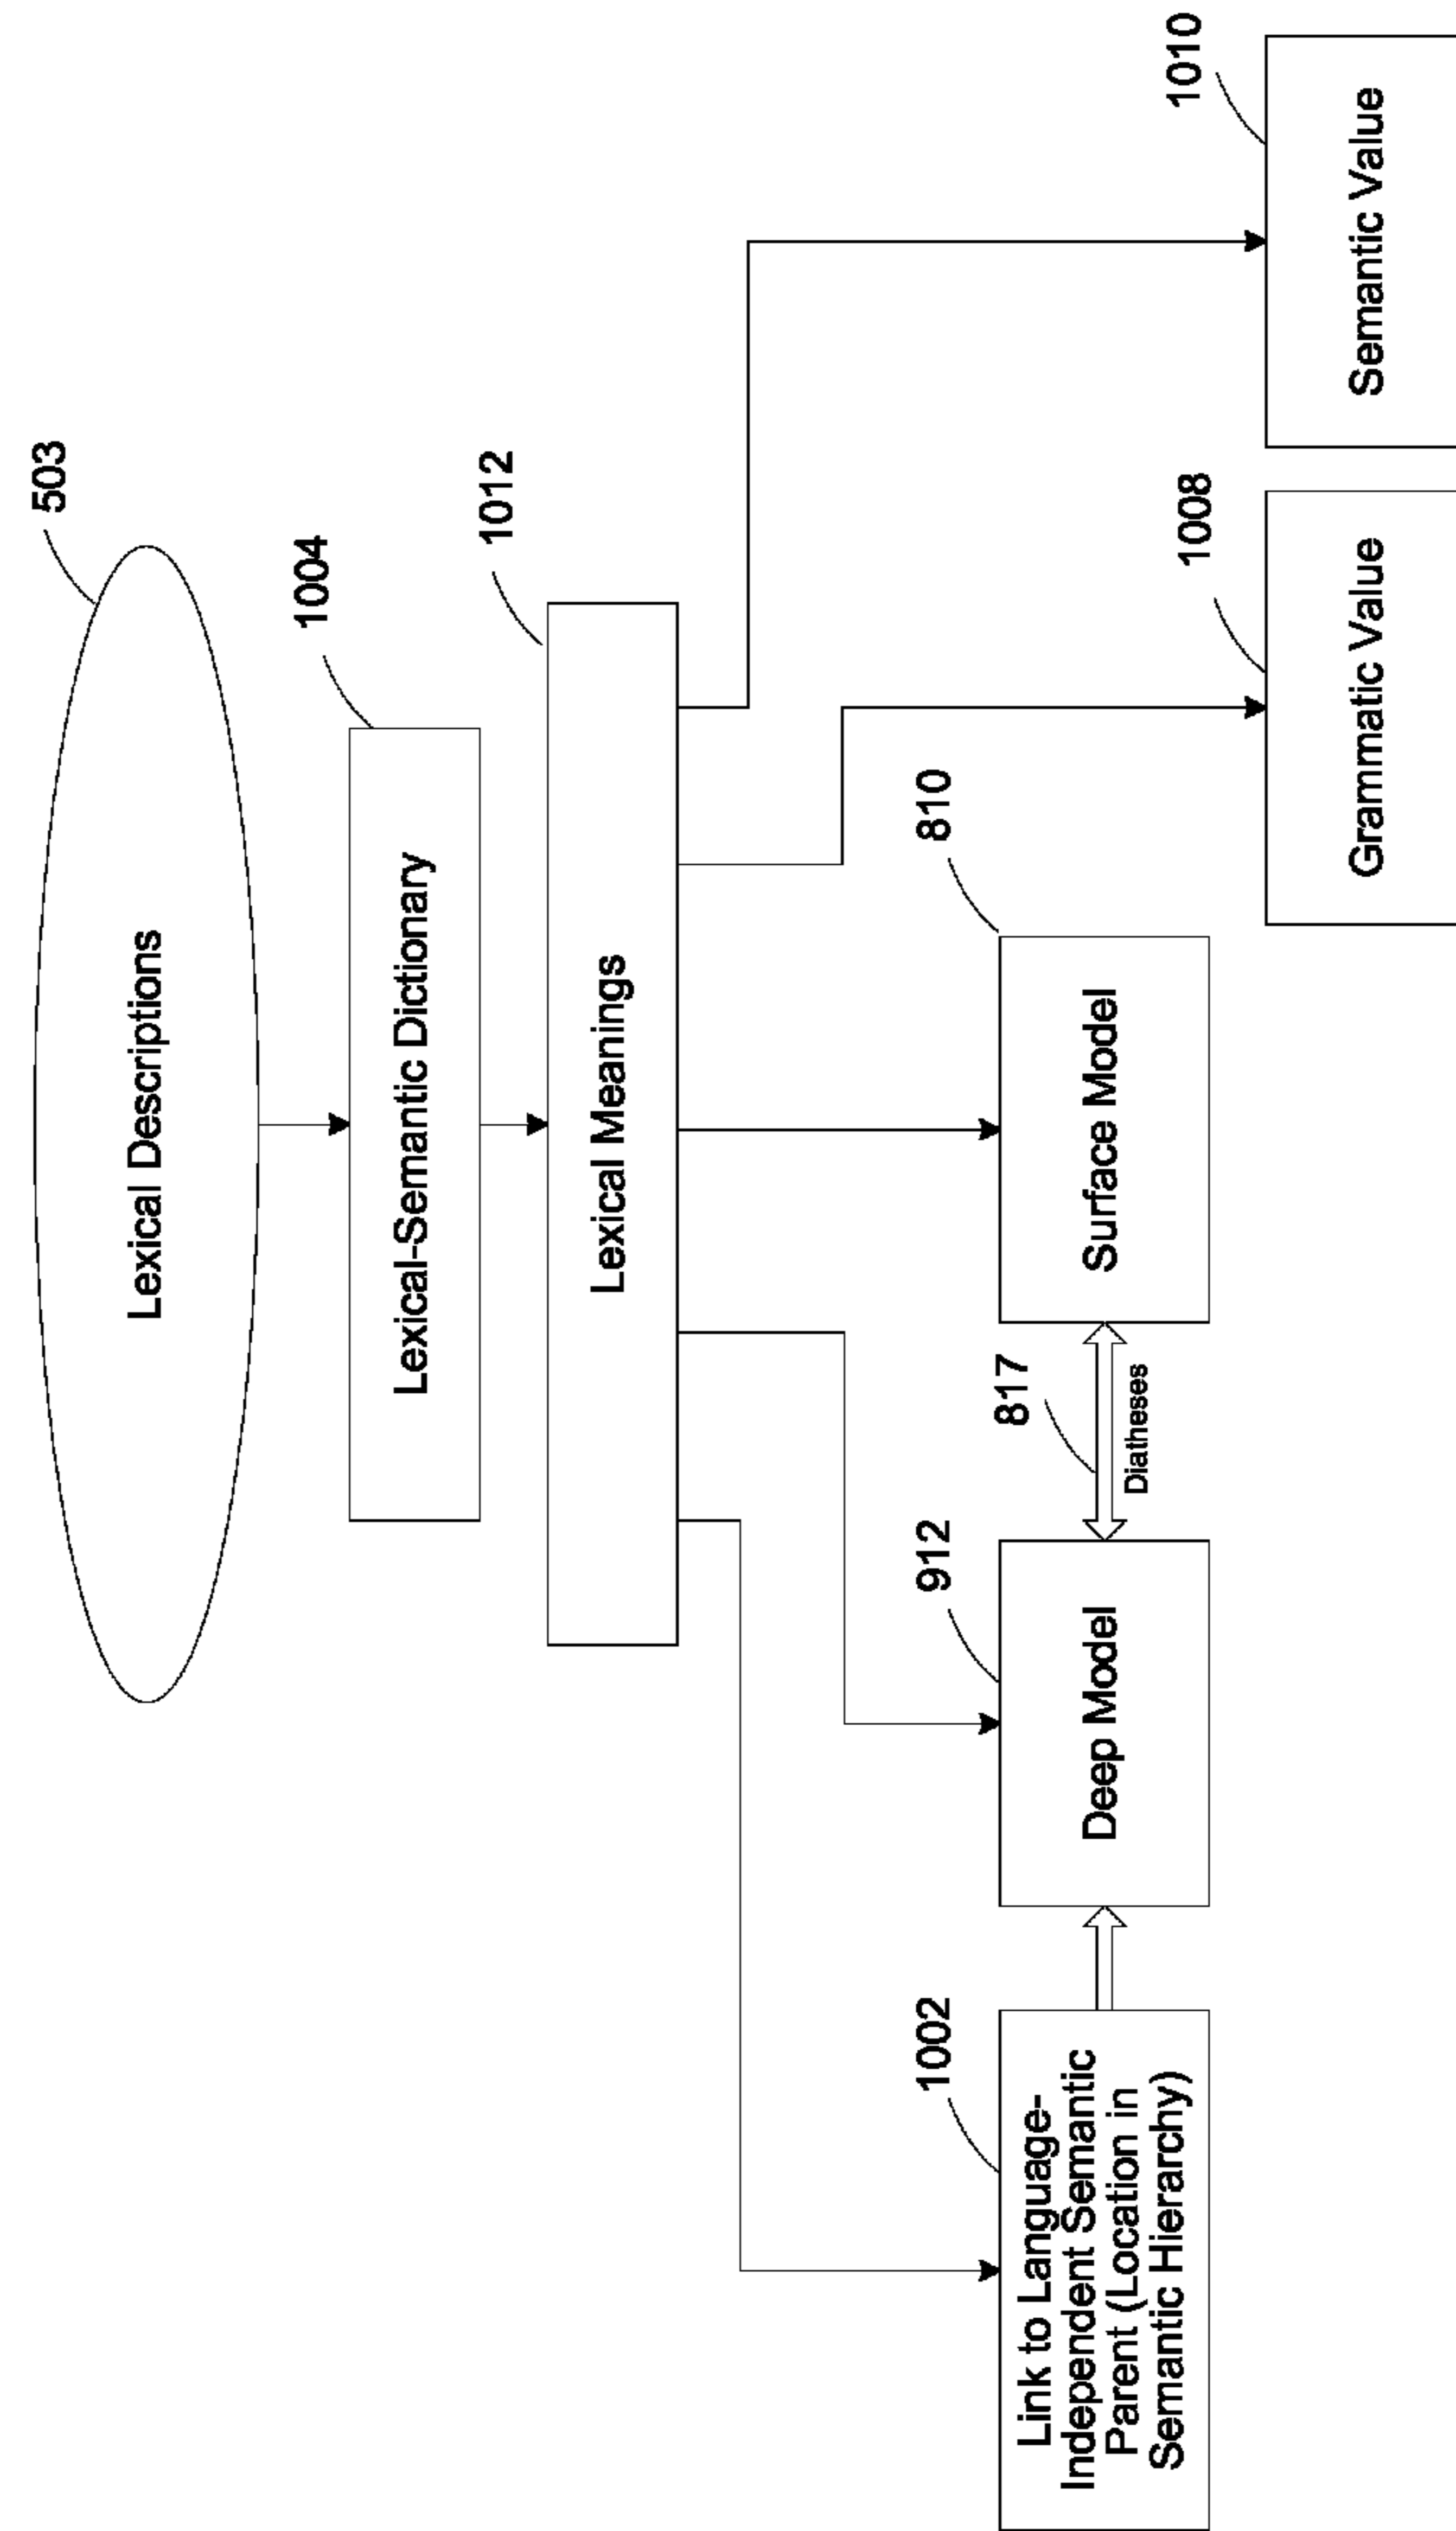 503
Lexical Descriptions
1004
Lexical-Semantic Dictionary
1012
Lexical Meanings
1002
Link to Language-
Independent Semantic
Parent (Location in
Semantic Hierarchy)
912
Deep Model
817
Diatheses
810
Surface Model
1008
Grammatic Value
1010
Semantic Value